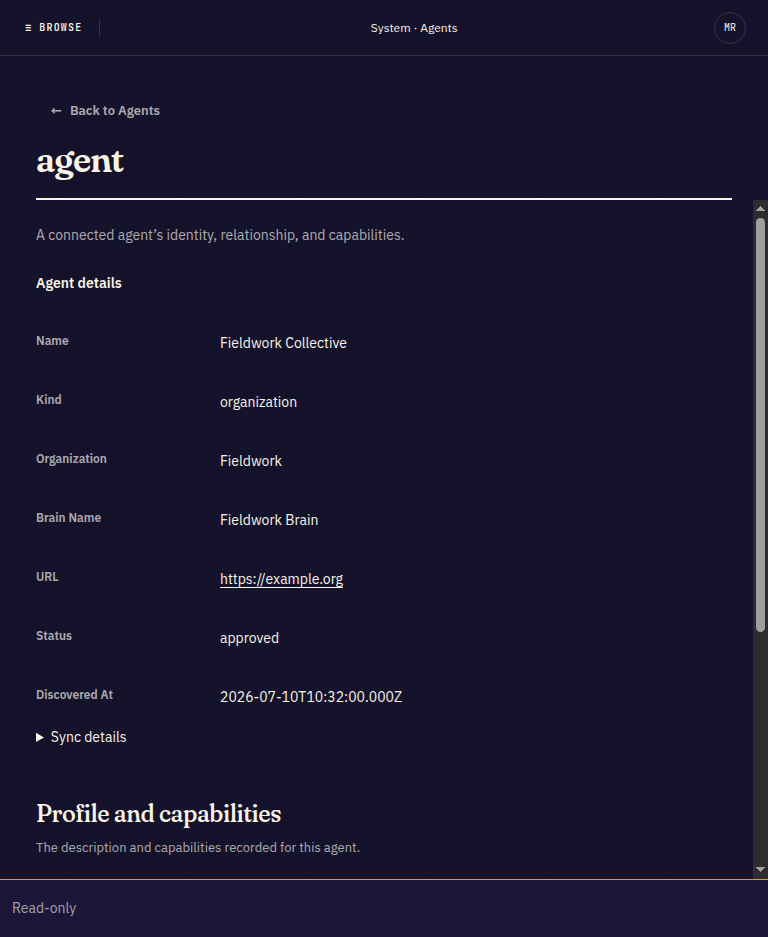 ≡ BROWSE
System · Agents
MR
← Back to Agents
agent
A connected agent’s identity, relationship, and capabilities.
Agent details
Name
Fieldwork Collective
Kind
organization
Organization
Fieldwork
Brain Name
Fieldwork Brain
URL
https://example.org
Status
approved
Discovered At
2026-07-10T10:32:00.000Z
▶ Sync details
Profile and capabilities
The description and capabilities recorded for this agent.
Read-only